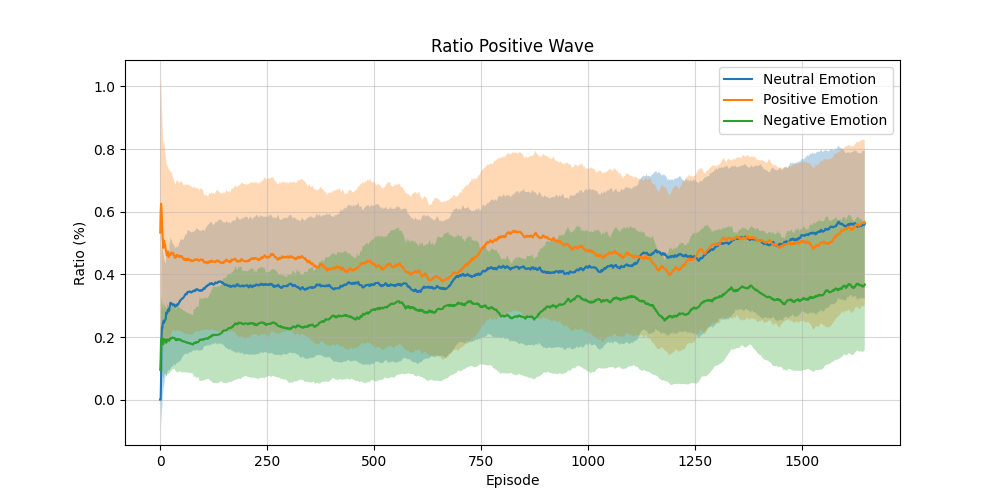 Ratio Positive Wave
Neutral Emotion
Positive Emotion
Negative Emotion
Ratio (%)
1.0
0.8
0.6
0.4
0.2
0.0
0 250 500 750 1000 1250 1500
Episode